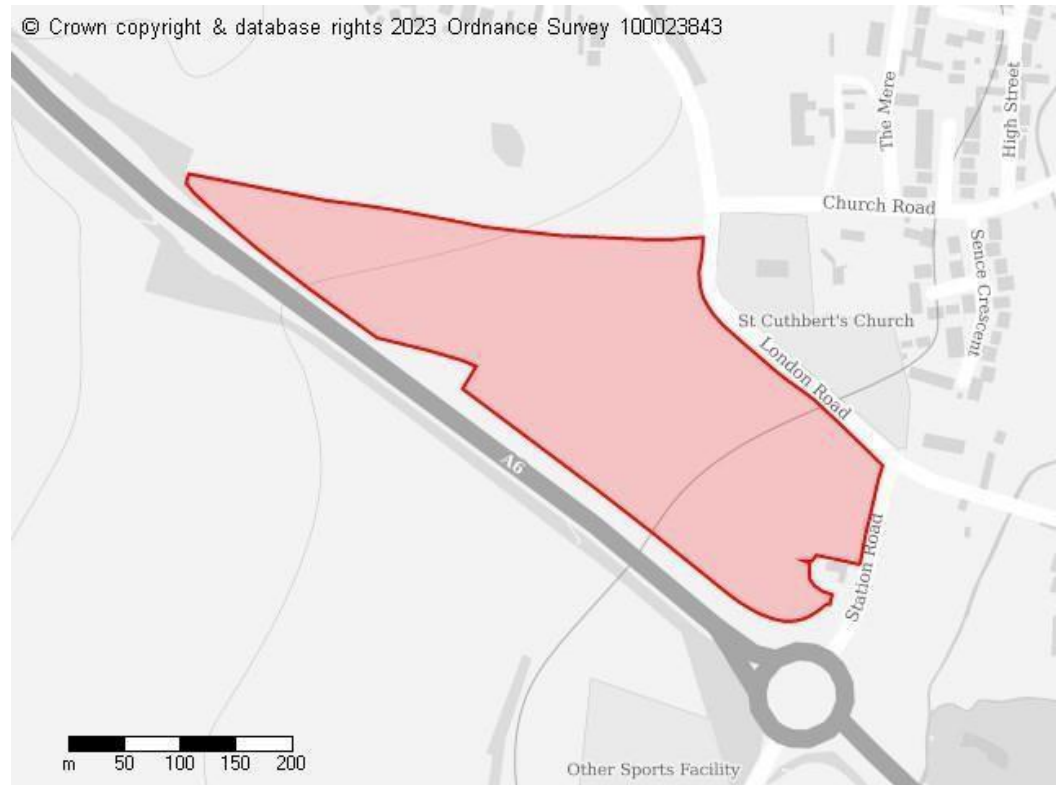 © Crown copyright & database rights 2023 Ordnance Survey 100023843
The Mere
High Street
Church Road
Sence Crescent
St Cuthbert's Church
London Road
A6
Station Road
m 50 100 150 200
Other Sports Facility